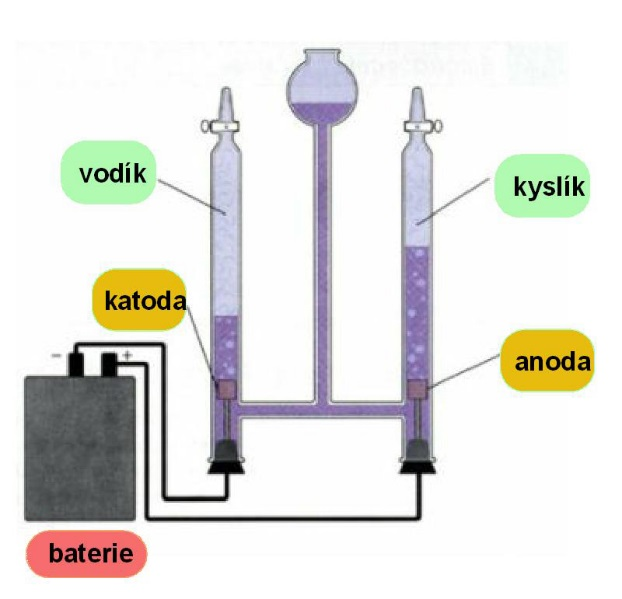 vodík
kyslík
katoda
anoda
− +
baterie